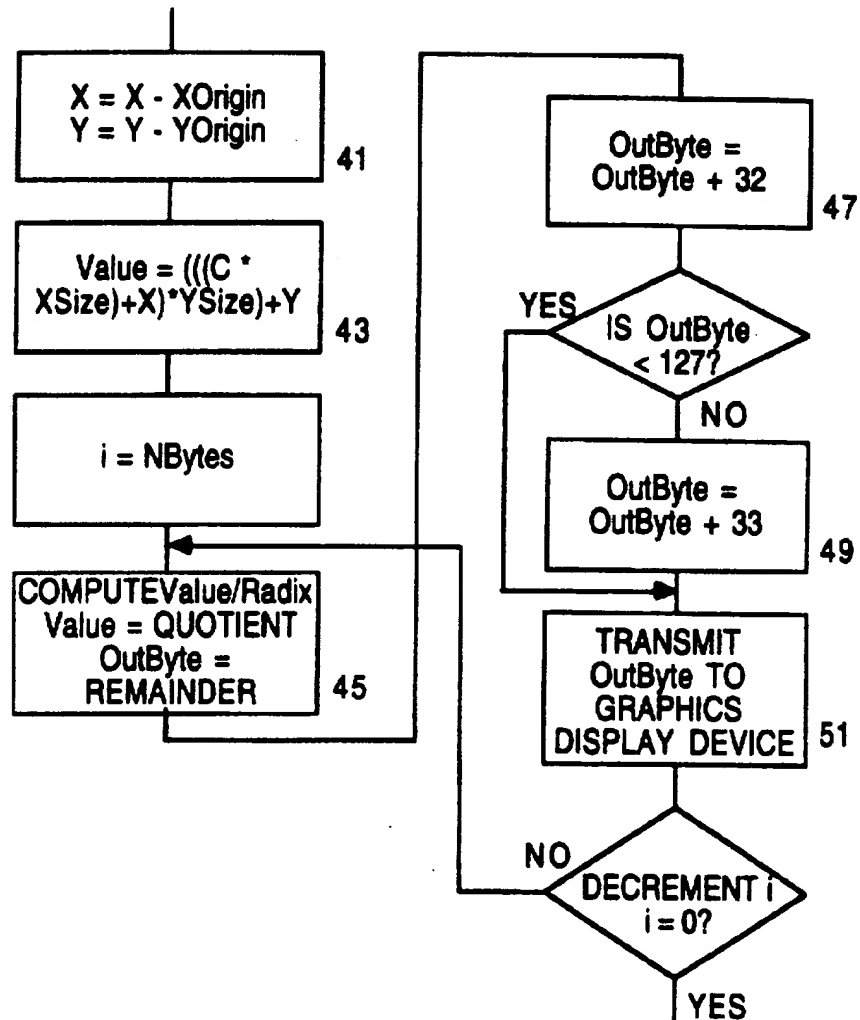 X = X - XOrigin
Y = Y - YOrigin
41
Value = (((C *
XSize)+X)*YSize)+Y
43
i = NBytes
COMPUTEValue/Radix
Value = QUOTIENT
OutByte =
REMAINDER
45
OutByte =
OutByte + 32
47
YES
IS OutByte
< 127?
NO
OutByte =
OutByte + 33
49
TRANSMIT
OutByte TO
GRAPHICS
DISPLAY DEVICE
51
NO
DECREMENT i
i = 0?
YES